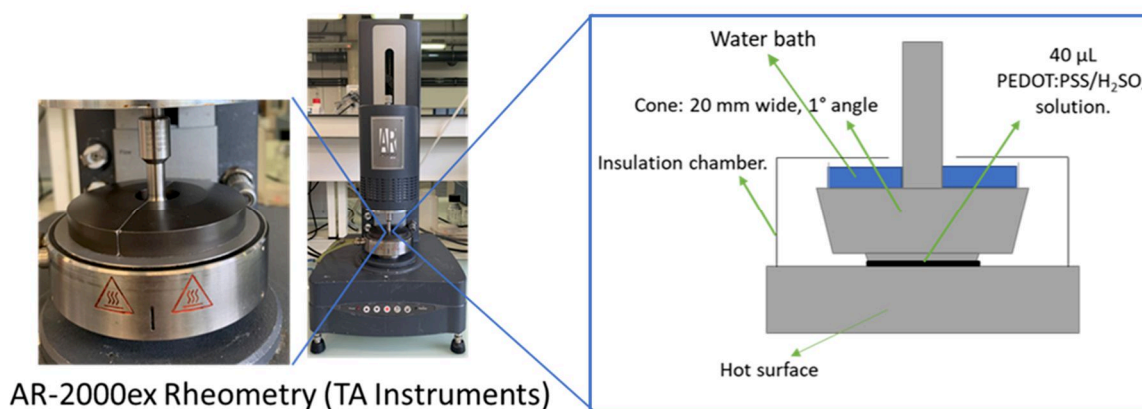 Water bath
40 µL
PEDOT:PSS/H₂SO
solution.
Cone: 20 mm wide, 1° angle
Insulation chamber.
AR
Hot surface
AR-2000ex Rheometry (TA Instruments)